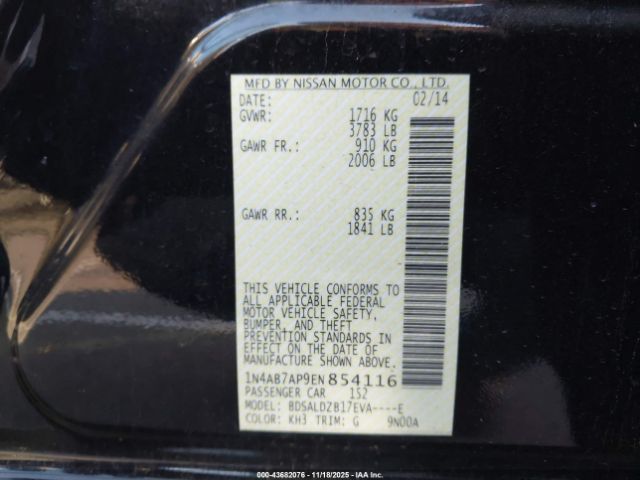 MFD BY NISSAN MOTOR CO., LTD.
DATE: 02/14
GVWR: 1716 KG
3783 LB
GAWR FR.: 910 KG
2006 LB
GAWR RR.: 835 KG
1841 LB
THIS VEHICLE CONFORMS TO
ALL APPLICABLE FEDERAL
MOTOR VEHICLE SAFETY,
BUMPER, AND THEFT
PREVENTION STANDARDS IN
EFFECT ON THE DATE OF
MANUFACTURE SHOWN ABOVE.
1N4AB7AP9EN854116
PASSENGER CAR 152
MODEL: BDSALDZB17EVA----E
COLOR: KH3 TRIM: G 9N00A
000-43682076 - 11/18/2025 - IAA Inc.